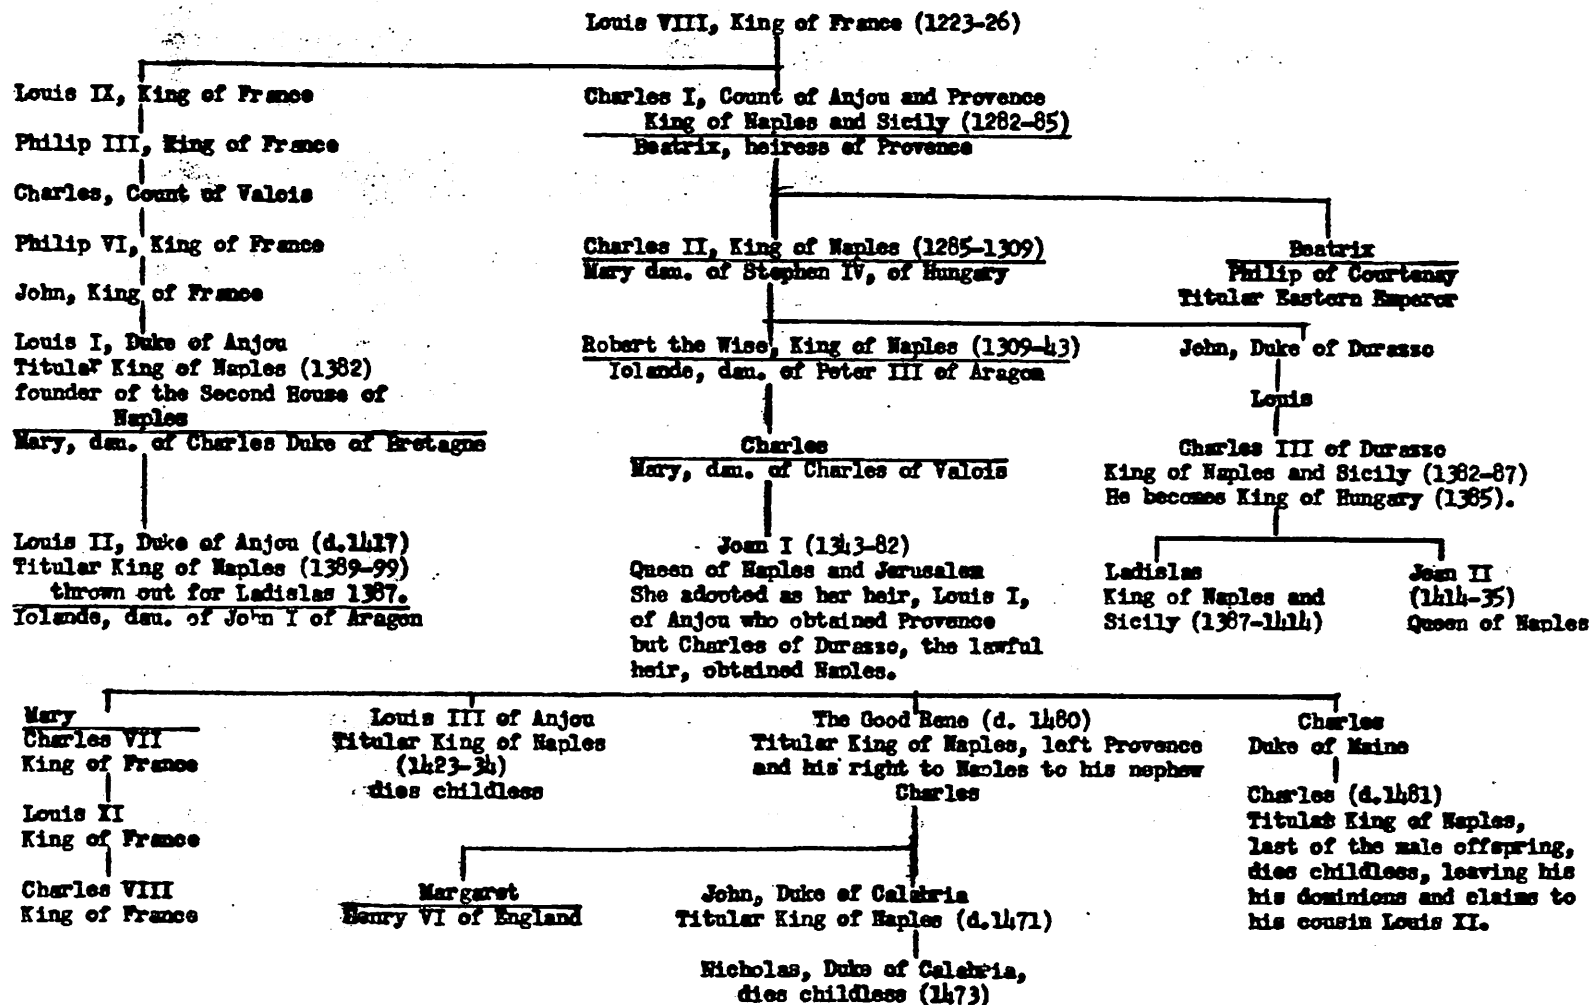 Louis VIII, King of France (1223-26)
Louis IX, King of France
Philip III, King of France
Charles, Count of Valois
Philip VI, King of France
John, King of France
Louis I, Duke of Anjou
Titular King of Naples (1382)
founder of the Second House of
Naples
Mary, dau. of Charles Duke of Bretagne
Louis II, Duke of Anjou (d.1417)
Titular King of Naples (1389-99)
thrown out for Ladislas 1387.
Yolande, dau. of John I of Aragon
Charles I, Count of Anjou and Provence
King of Naples and Sicily (1282-85)
Beatrix, heiress of Provence
Charles II, King of Naples (1285-1309)
Mary dau. of Stephen IV, of Hungary
Beatrix
Philip of Courtenay
Titular Eastern Emperor
Robert the Wise, King of Naples (1309-43)
Yolande, dau. of Peter III of Aragon
Charles
Mary, dau. of Charles of Valois
Joan I (1343-82)
Queen of Naples and Jerusalem
She adopted as her heir, Louis I,
of Anjou who obtained Provence
but Charles of Durasso, the lawful
heir, obtained Naples.
John, Duke of Durasso
Louis
Charles III of Durasso
King of Naples and Sicily (1382-87)
He becomes King of Hungary (1385).
Ladislas
King of Naples and
Sicily (1387-1414)
Joan II
(1414-35)
Queen of Naples
Mary
Charles VII
King of France
Louis XI
King of France
Charles VIII
King of France
Louis III of Anjou
Titular King of Naples
(1423-34)
dies childless
The Good Rene (d. 1480)
Titular King of Naples, left Provence
and his right to Naples to his nephew
Charles
Margaret
Henry VI of England
John, Duke of Calabria
Titular King of Naples (d.1471)
Nicholas, Duke of Calabria,
dies childless (1473)
Charles
Duke of Maine
Charles (d.1481)
Titular King of Naples,
last of the male offspring,
dies childless, leaving his
his dominions and claims to
his cousin Louis XI.